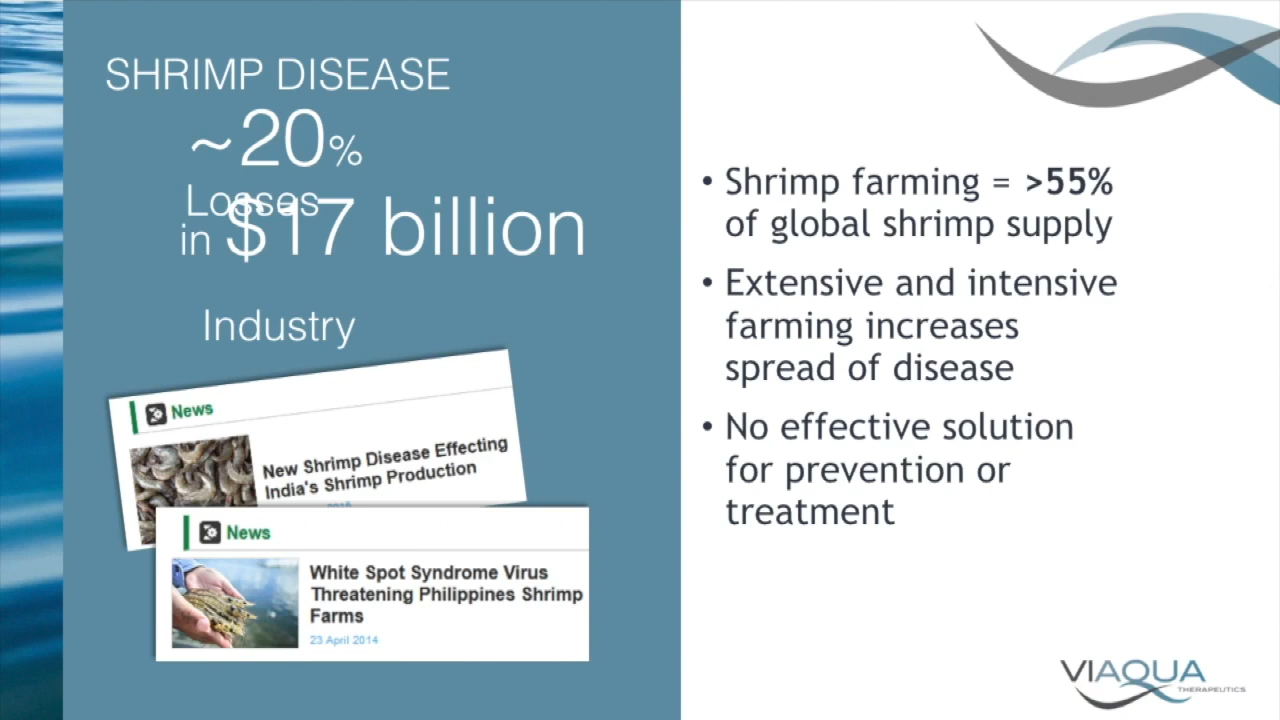 SHRIMP DISEASE
~20%
Losses
in $17 billion
Industry
News
New Shrimp Disease Effecting
India's Shrimp Production
News
White Spot Syndrome Virus
Threatening Philippines Shrimp
Farms
23 April 2014
• Shrimp farming = >55%
of global shrimp supply
• Extensive and intensive
farming increases
spread of disease
• No effective solution
for prevention or
treatment
VIAQUA
THERAPEUTICS